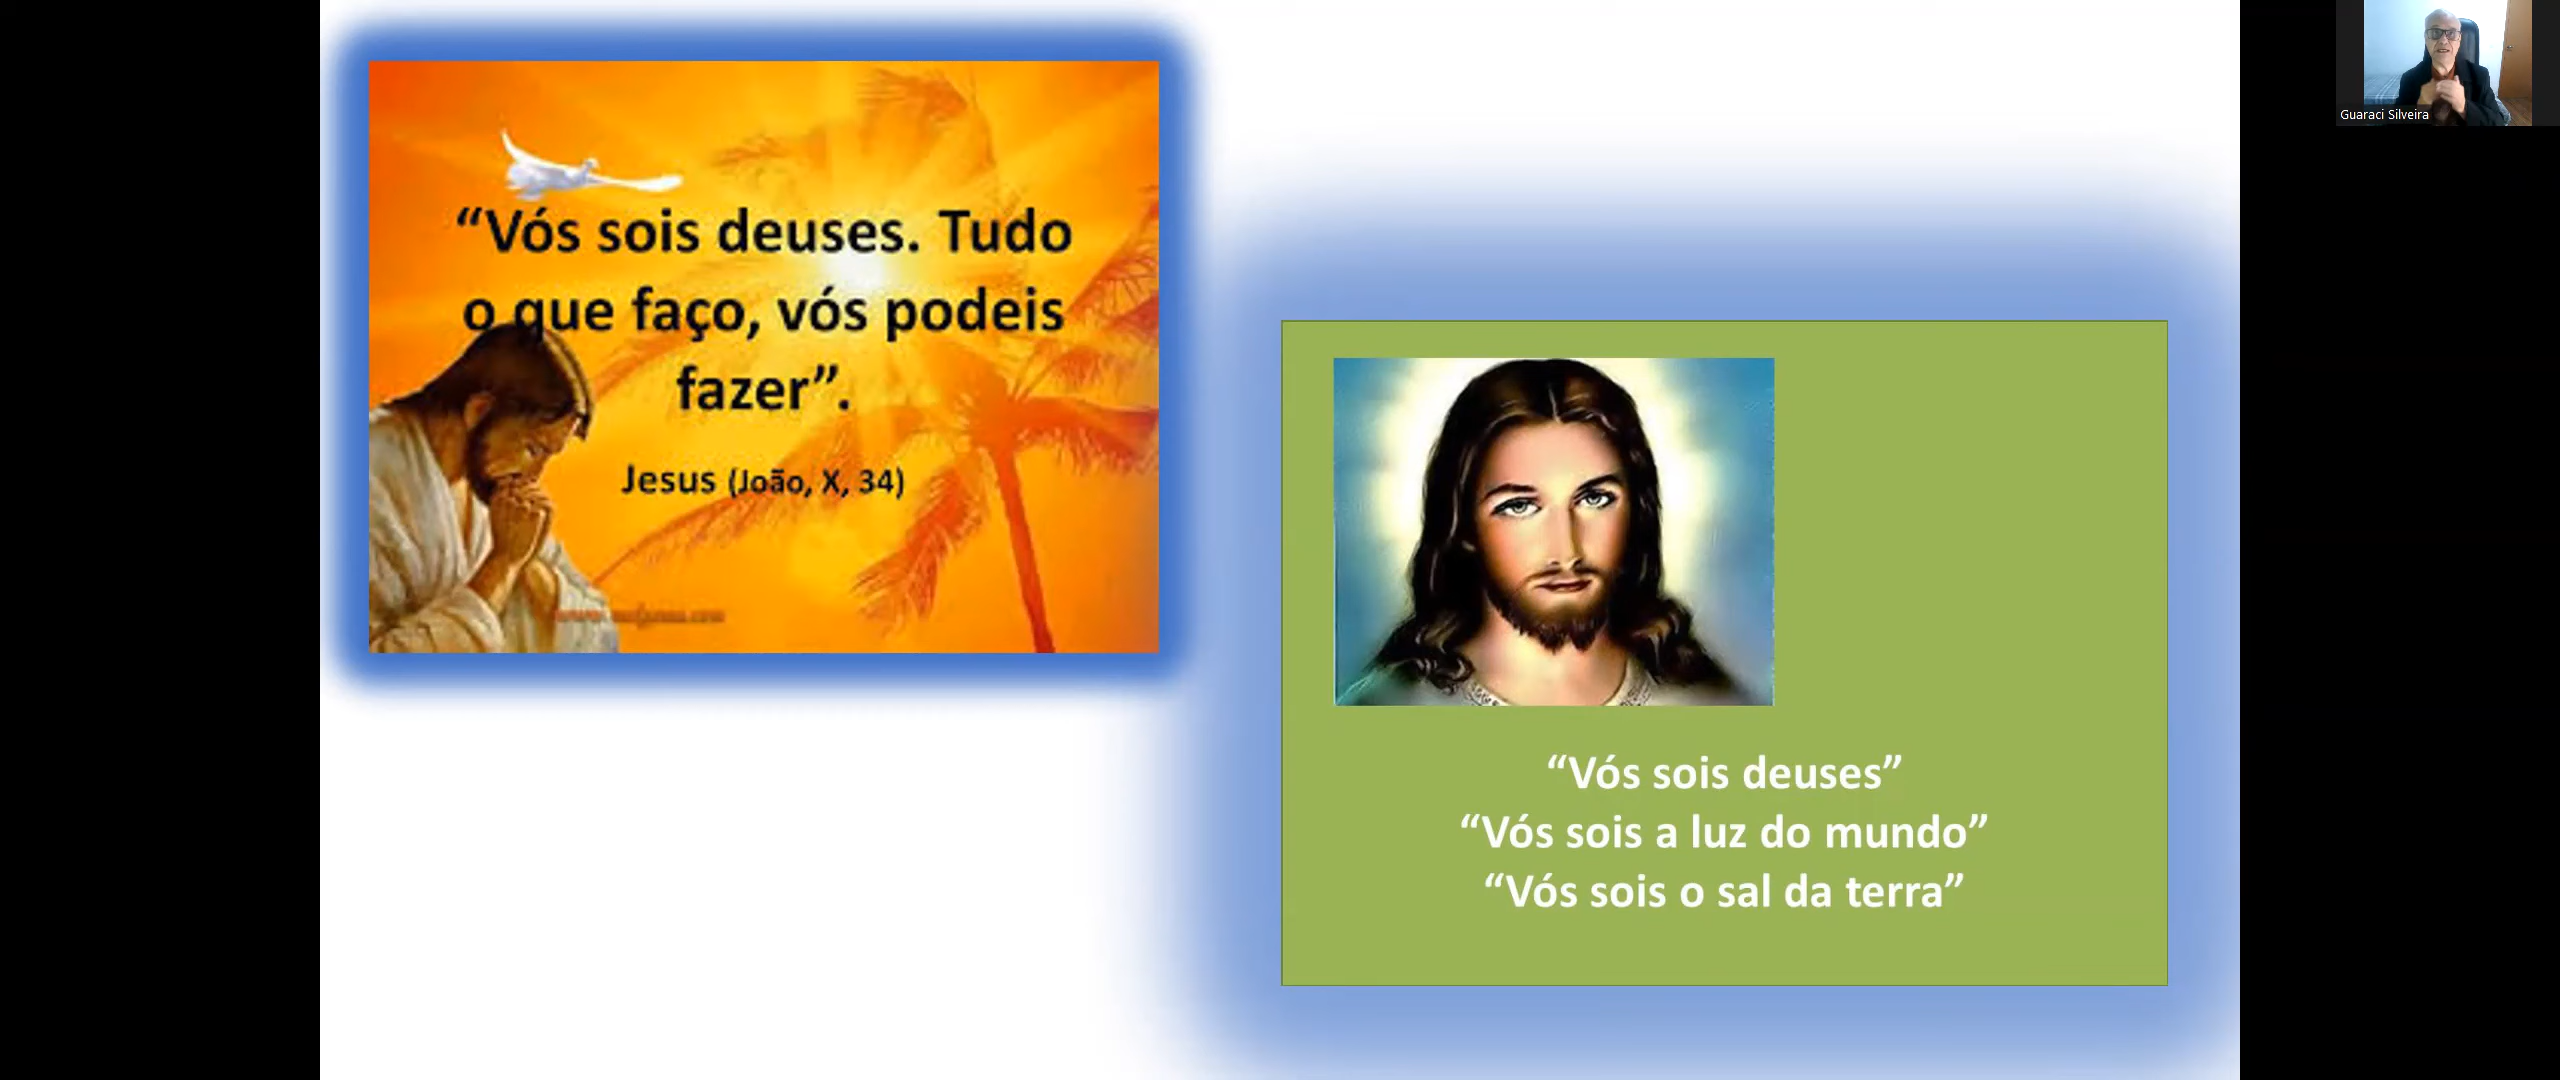 “Vós sois deuses. Tudo
o que faço, vós podeis
fazer”.
Jesus (João, X, 34)
“Vós sois deuses”
“Vós sois a luz do mundo”
“Vós sois o sal da terra”
Guaraci Silveira